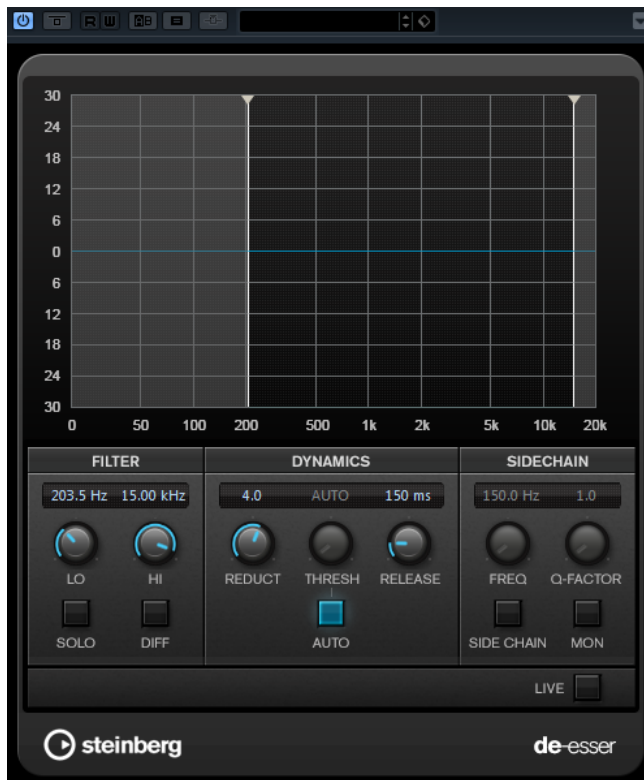 R W AB
30
24
18
12
6
0
6
12
18
24
30
0 50 100 200 500 1k 2k 5k 10k 20k
FILTER DYNAMICS SIDECHAIN
203.5 Hz 15.00 kHz 4.0 AUTO 150 ms 150.0 Hz 1.0
LO HI REDUCT THRESH RELEASE FREQ Q-FACTOR
SOLO DIFF AUTO SIDE CHAIN MON
LIVE
steinberg de-esser